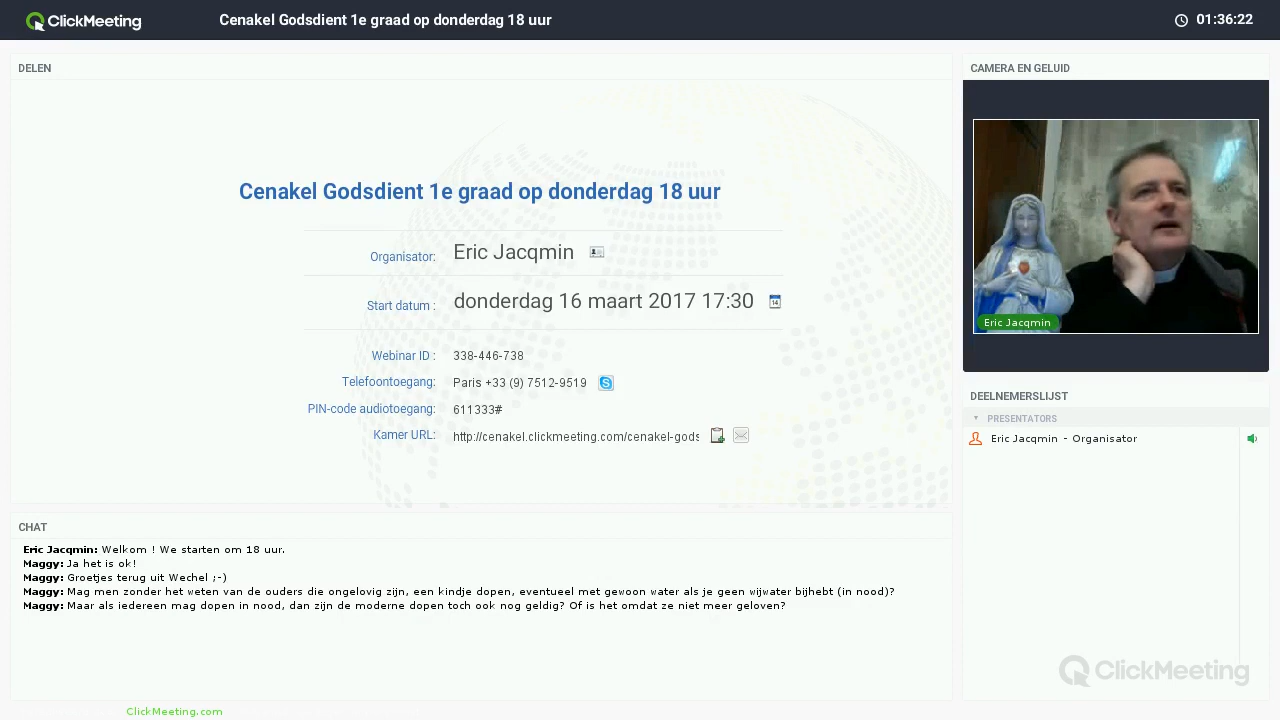 ClickMeeting
Cenakel Godsdient 1e graad op donderdag 18 uur
01:36:22
DELEN
Cenakel Godsdient 1e graad op donderdag 18 uur
Organisator: Eric Jacqmin
Start datum : donderdag 16 maart 2017 17:30
14
Webinar ID : 338-446-738
Telefoontoegang: Paris +33 (9) 7512-9519
PIN-code audiotoegang: 611333#
Kamer URL: http://cenakel.clickmeeting.com/cenakel-gods
CAMERA EN GELUID
Eric Jacqmin
DEELNEMERSLIJST
PRESENTATORS
Eric Jacqmin - Organisator
CHAT
Eric Jacqmin: Welkom ! We starten om 18 uur.
Maggy: Ja het is ok!
Maggy: Groetjes terug uit Wechel ;-)
Maggy: Mag men zonder het weten van de ouders die ongelovig zijn, een kindje dopen, eventueel met gewoon water als je geen wijwater bijhebt (in nood)?
Maggy: Maar als iedereen mag dopen in nood, dan zijn de moderne dopen toch ook nog geldig? Of is het omdat ze niet meer geloven?
ClickMeeting
ClickMeeting.com